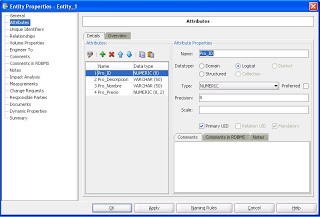 Entity Properties - Entity_1
General
Attributes
Unique Identifiers
Relationships
Volume Properties
Engineer To
Comments
Comments in RDBMS
Notes
Impact Analysis
Measurements
Change Requests
Responsible Parties
Documents
Dynamic Properties
Summary
Attributes
Details
Overview
Attributes:
Name
Data type
1 Pro_ID
NUMERIC (8)
2 Pro_Descripcion
VARCHAR (50)
3 Pro_Nombre
VARCHAR (50)
4 Pro_Precio
NUMERIC (8, 2)
Attribute Properties
Name:
Pro_ID
Datatype:
Domain
Logical
Distinct
Structured
Collection
Type:
NUMERIC
Preferred
Precision:
8
Scale:
Primary UID
Relation UID
Mandatory
Comments
Comments in RDBMS
Notes
OK
Apply
Naming Rules
Cancel
Help